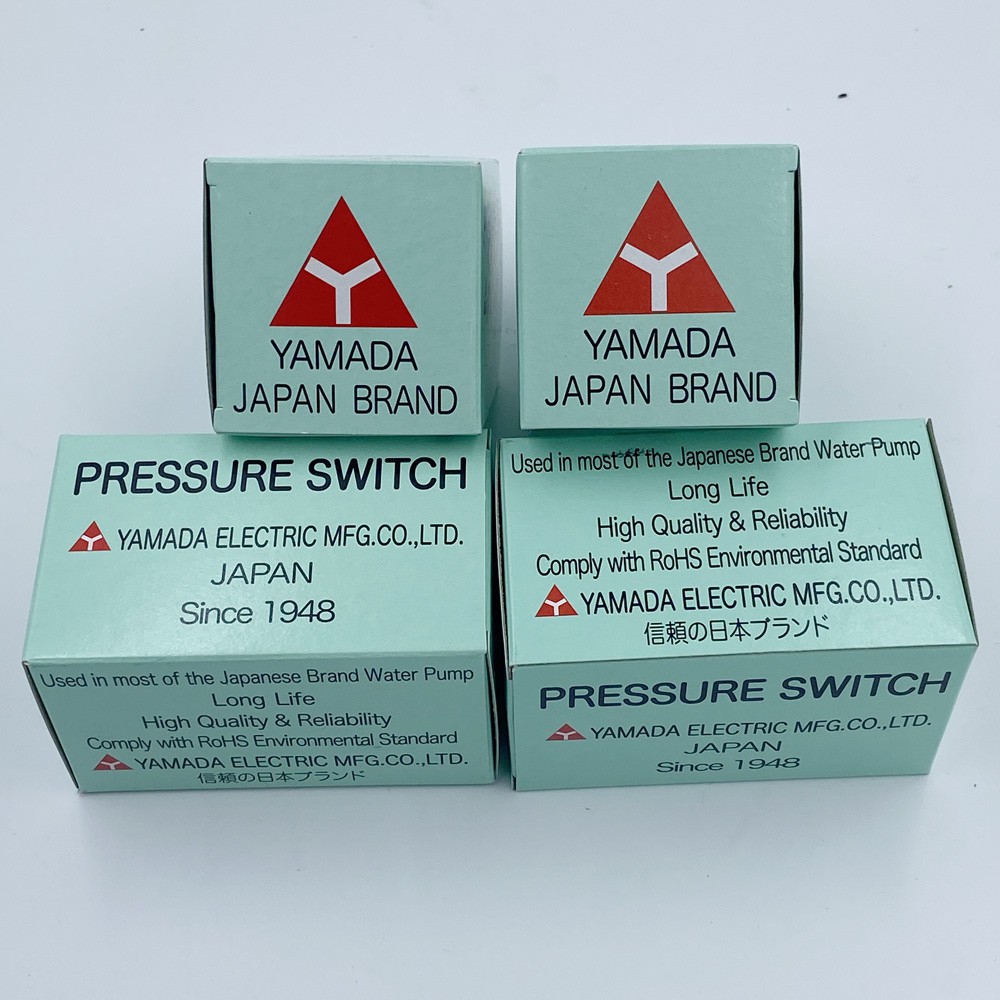 YAMADA
JAPAN BRAND
YAMADA
JAPAN BRAND
PRESSURE SWITCH
YAMADA ELECTRIC MFG.CO.,LTD.
JAPAN
Since 1948
Used in most of the Japanese Brand Water Pump
Long Life
High Quality & Reliability
Comply with RoHS Environmental Standard
YAMADA ELECTRIC MFG.CO.,LTD.
信頼の日本ブランド
Used in most of the Japanese Brand Water Pump
Long Life
High Quality & Reliability
Comply with RoHS Environmental Standard
YAMADA ELECTRIC MFG.CO.,LTD.
信頼の日本ブランド
PRESSURE SWITCH
YAMADA ELECTRIC MFG.CO.,LTD.
JAPAN
Since 1948